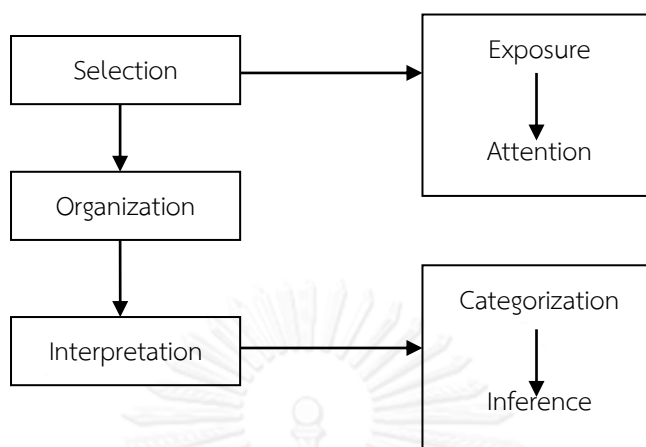 Selection
Exposure
Attention
Organization
Categorization
Interpretation
Inference